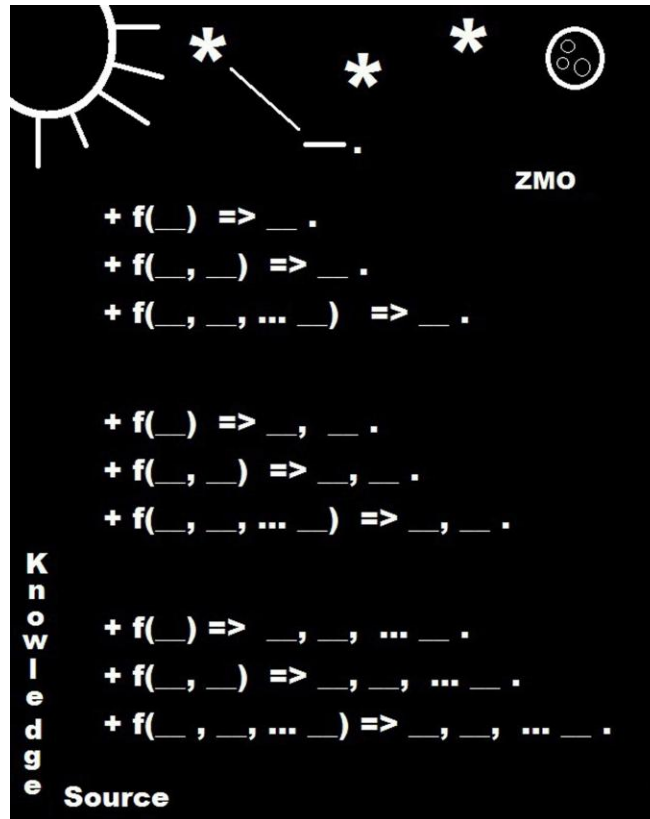 * * *
__ .
ZMO
+ f(__) => __ .
+ f(__, __) => __ .
+ f(__, __, ... __) => __ .
+ f(__) => __, __ .
+ f(__, __) => __, __ .
+ f(__, __, ... __) => __, __ .
+ f(__) => __, __, ... __ .
+ f(__, __) => __, __, ... __ .
+ f(__ , __, ... __) => __, __, ... __ .
Knowledge
Source